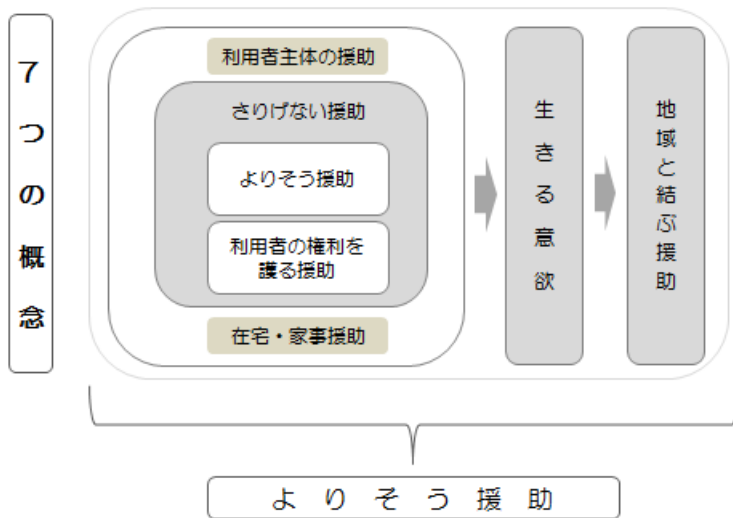 7つの概念
利用者主体の援助
さりげない援助
よりそう援助
利用者の権利を
護る援助
在宅・家事援助
生きる意欲
地域と結ぶ援助
よりそう援助